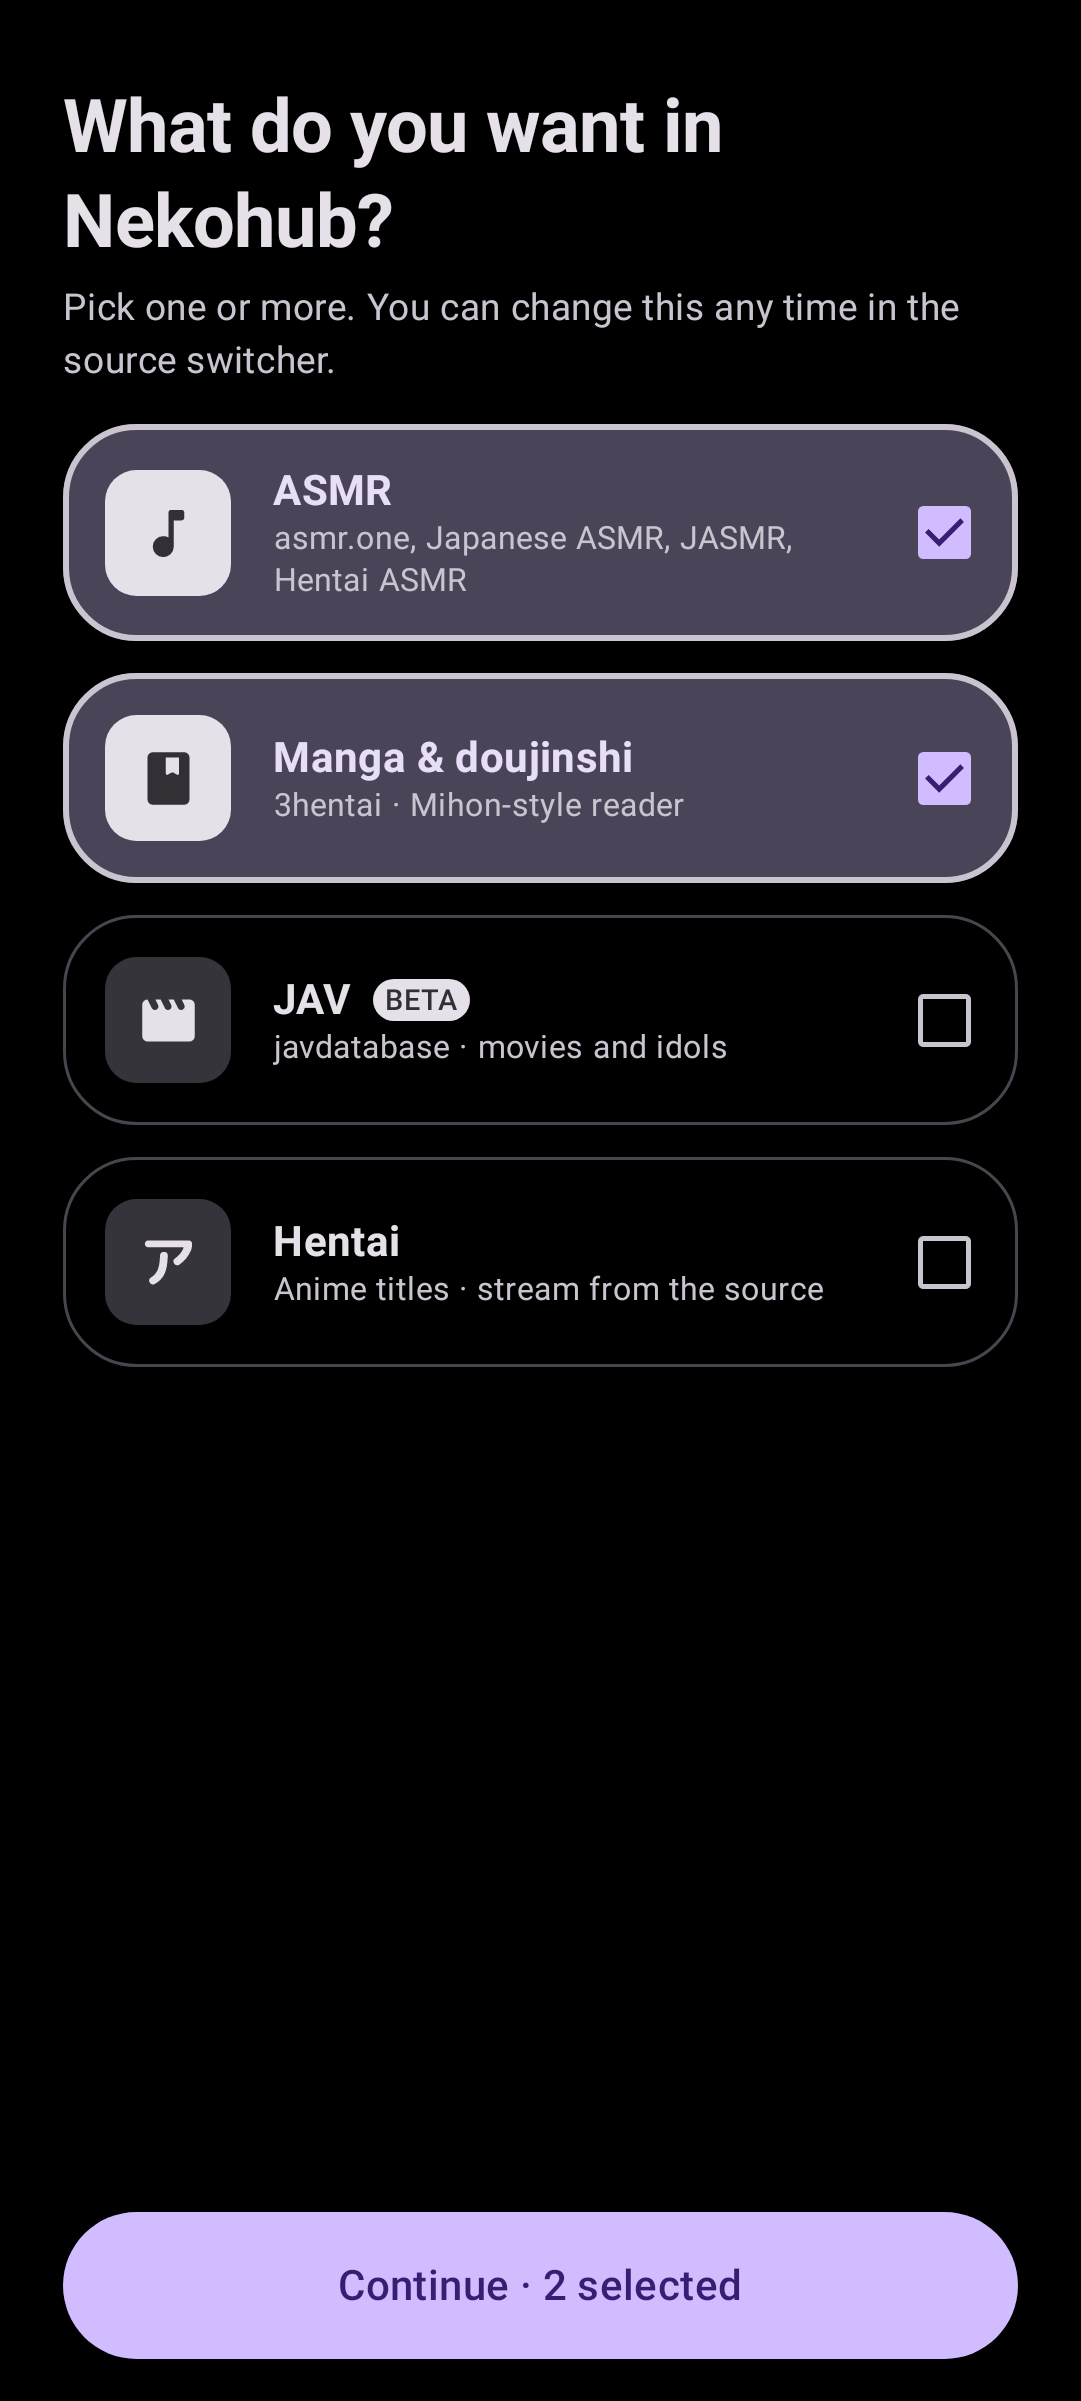 What do you want in
Nekohub?
Pick one or more. You can change this any time in the
source switcher.
ASMR
asmr.one, Japanese ASMR, JASMR,
Hentai ASMR
Manga & doujinshi
3hentai · Mihon-style reader
JAV BETA
javdatabase · movies and idols
ア
Hentai
Anime titles · stream from the source
Continue · 2 selected